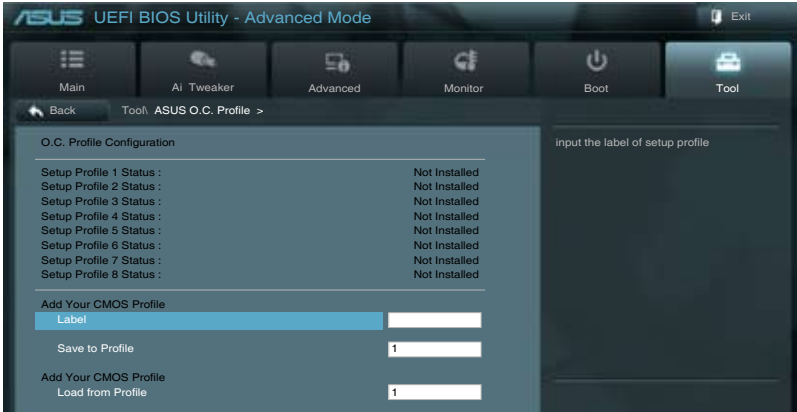 ASUS UEFI BIOS Utility - Advanced Mode
Exit
Main
Ai Tweaker
Advanced
Monitor
Boot
Tool
Back
Tool\ ASUS O.C. Profile >
O.C. Profile Configuration
input the label of setup profile
Setup Profile 1 Status : Not Installed
Setup Profile 2 Status : Not Installed
Setup Profile 3 Status : Not Installed
Setup Profile 4 Status : Not Installed
Setup Profile 5 Status : Not Installed
Setup Profile 6 Status : Not Installed
Setup Profile 7 Status : Not Installed
Setup Profile 8 Status : Not Installed
Add Your CMOS Profile
Label
Save to Profile 1
Add Your CMOS Profile
Load from Profile 1